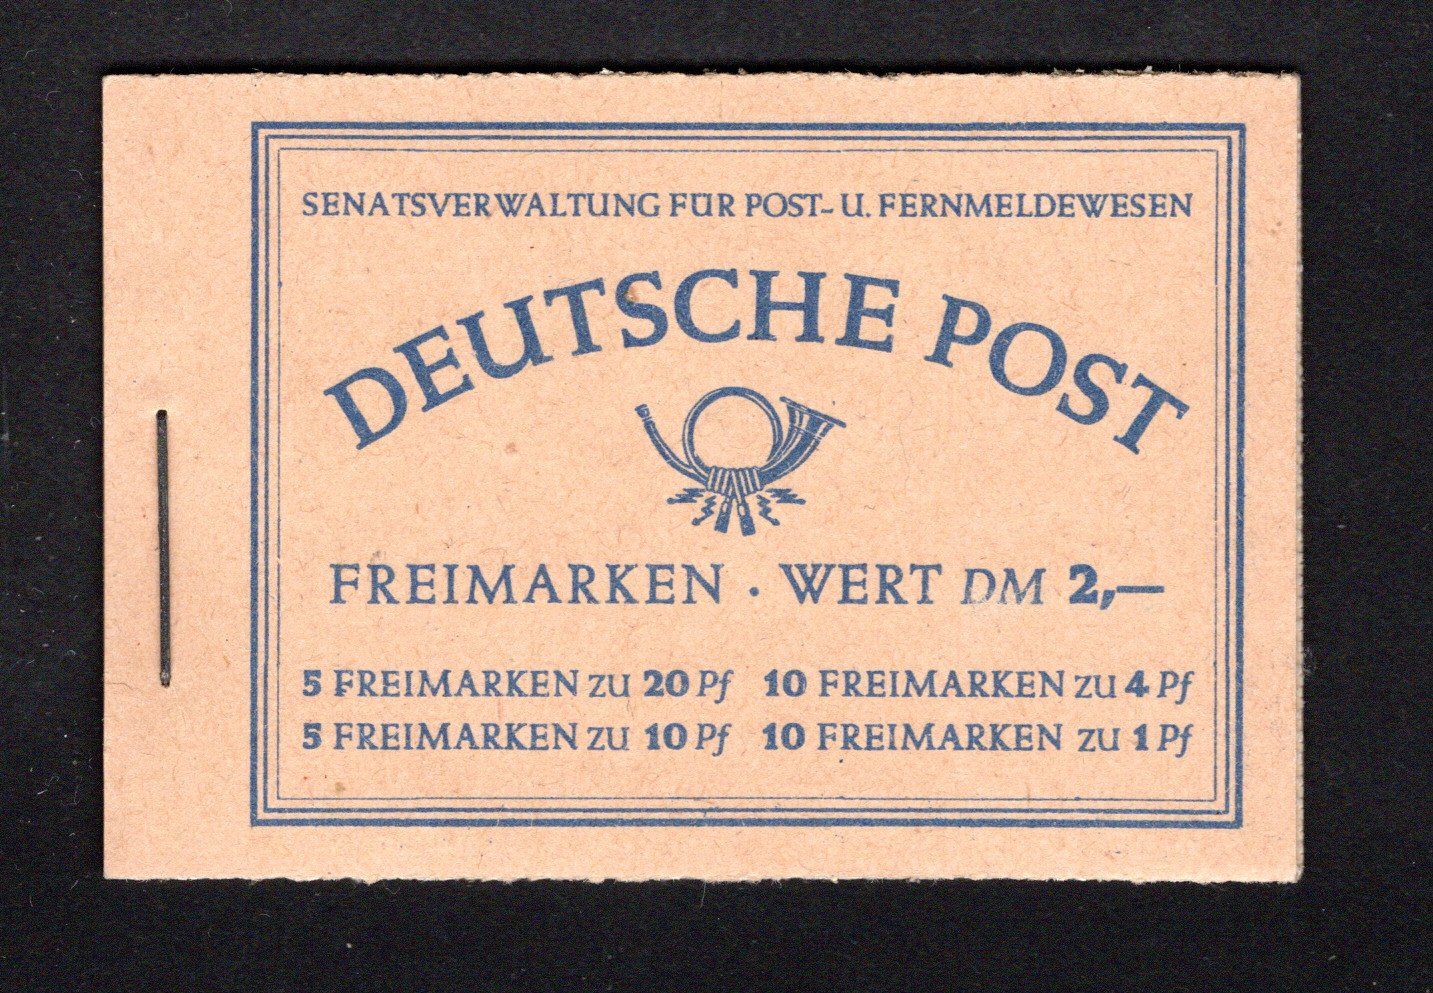 SENATSVERWALTUNG FÜR POST- U. FERNMELDEWESEN
DEUTSCHE POST
FREIMARKEN · WERT DM 2,—
5 FREIMARKEN ZU 20 Pf 10 FREIMARKEN ZU 4 Pf
5 FREIMARKEN ZU 10 Pf 10 FREIMARKEN ZU 1 Pf